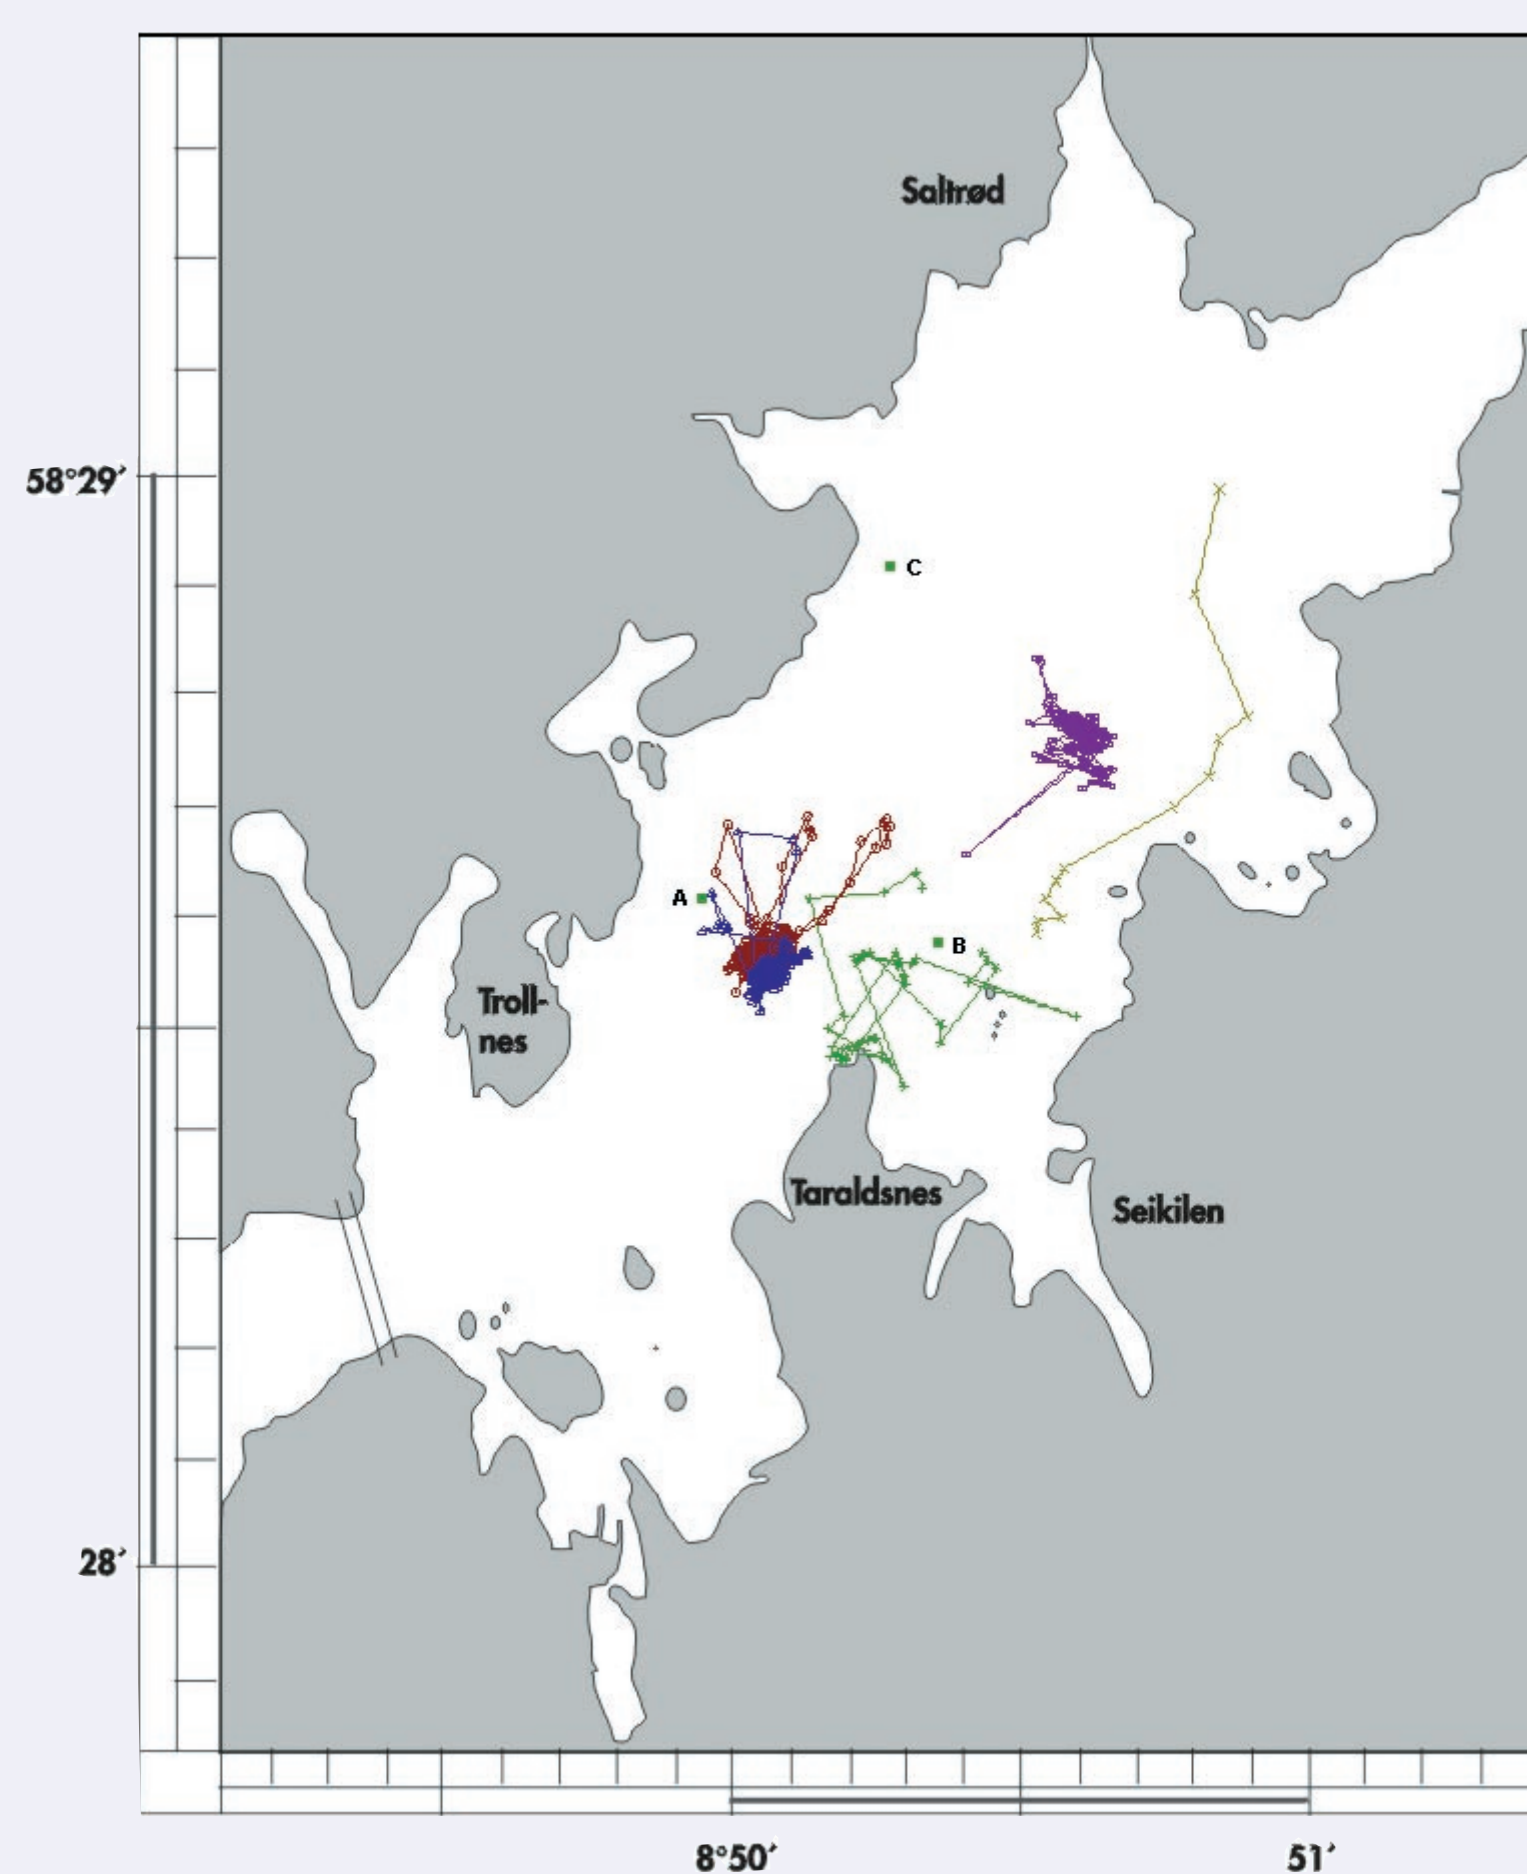 Saltrød
58°29′
C
A
B
Troll-
nes
Taraldsnes
Seikilen
28′
8°50′
51′